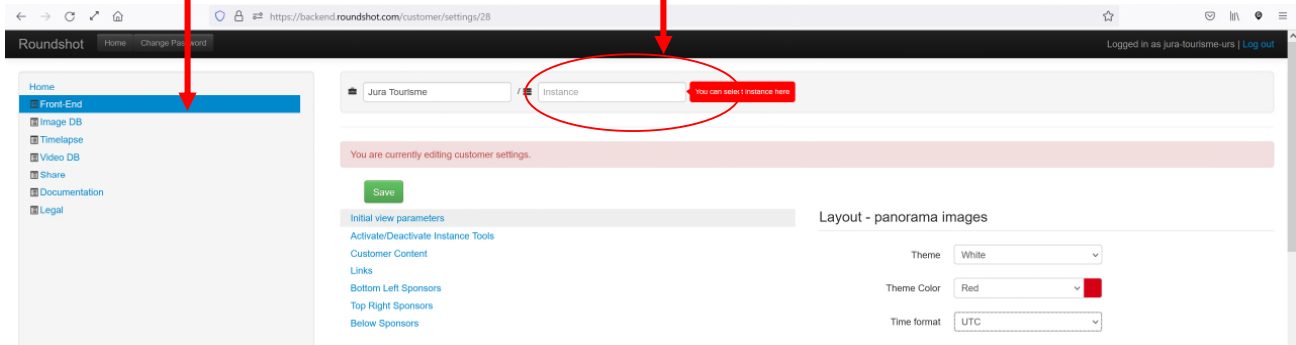 https://backend.roundshot.com/customer/settings/28
Roundshot Home Change Password Logged in as jura-tourisme-urs | Log out
Home
Front-End
Image DB
Timelapse
Video DB
Share
Documentation
Legal
Jura Tourisme / Instance You can select instance here
You are currently editing customer settings.
Save
Initial view parameters
Activate/Deactivate Instance Tools
Customer Content
Links
Bottom Left Sponsors
Top Right Sponsors
Below Sponsors
Layout - panorama images
Theme White
Theme Color Red
Time format UTC